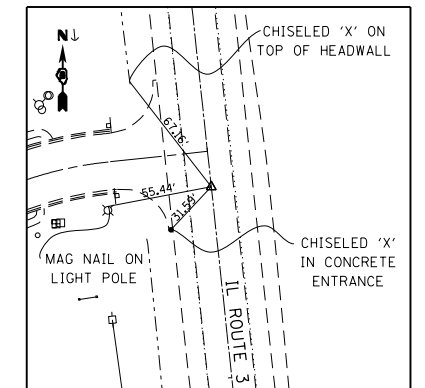 N
CHISELED 'X' ON
TOP OF HEADWALL
67.16'
55.44'
31.54'
MAG NAIL ON
LIGHT POLE
CHISELED 'X'
IN CONCRETE
ENTRANCE
IL ROUTE 3